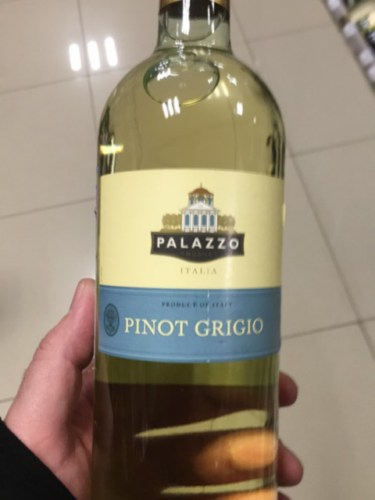 PALAZZO
ITALIA
PRODUCT OF ITALY
PINOT GRIGIO